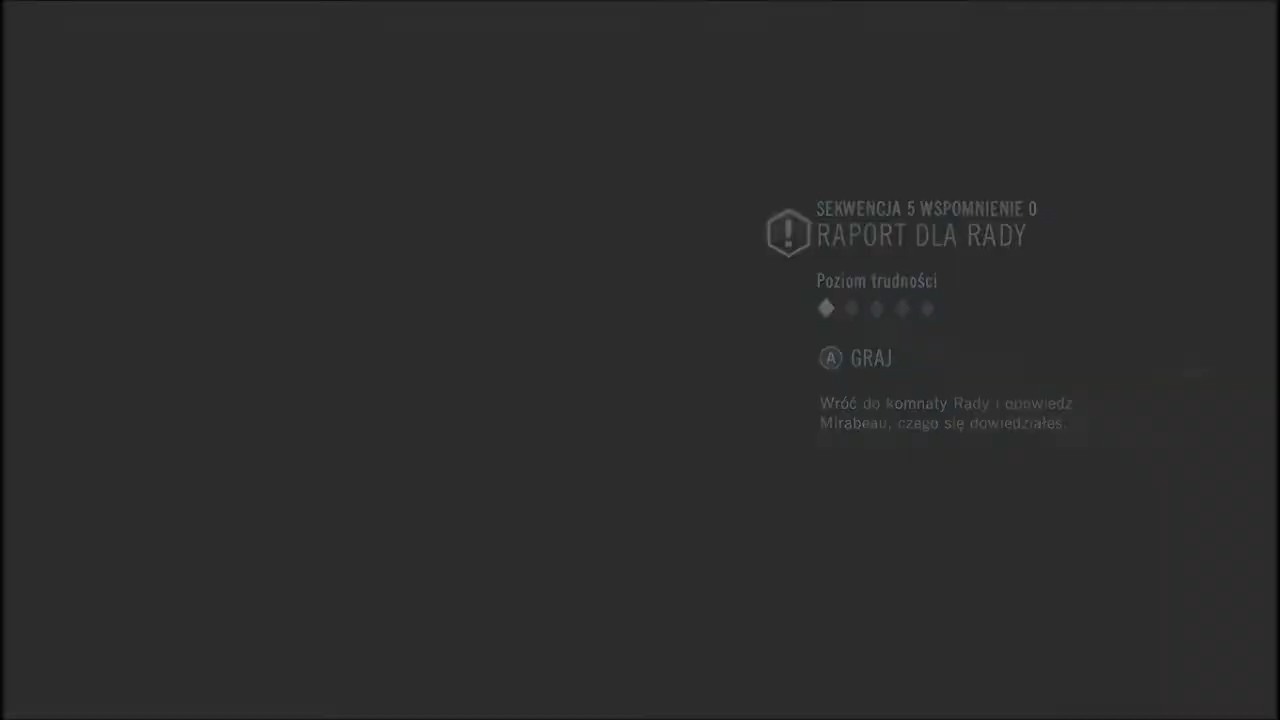 SEKWENCJA 5 WSPOMNIENIE 0
RAPORT DLA RADY
Poziom trudności
A GRAJ
Wróć do komnaty Rady i opowiedz
Mirabeau, czego się dowiedziałeś.